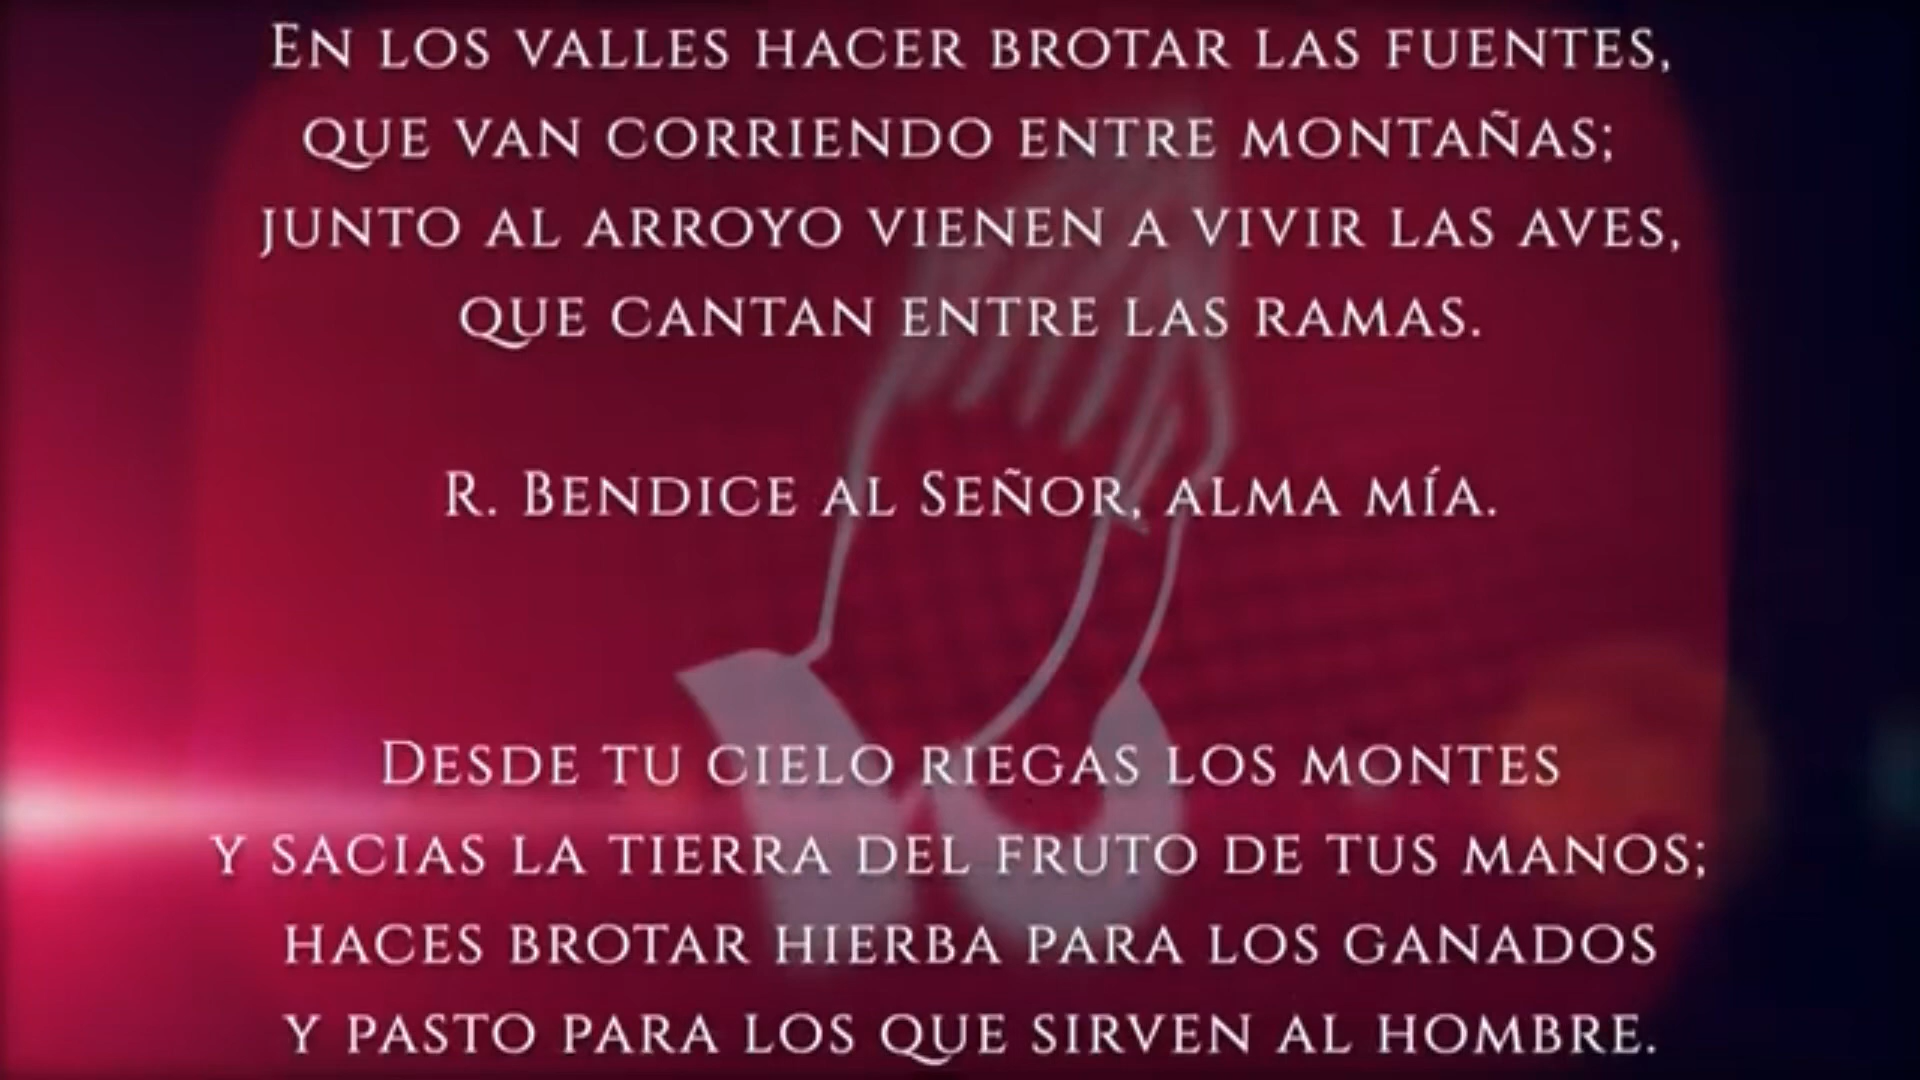 En los valles hacer brotar las fuentes,
que van corriendo entre montañas;
junto al arroyo vienen a vivir las aves,
que cantan entre las ramas.
R. Bendice al Señor, alma mía.
Desde tu cielo riegas los montes
y sacias la tierra del fruto de tus manos;
haces brotar hierba para los ganados
y pasto para los que sirven al hombre.